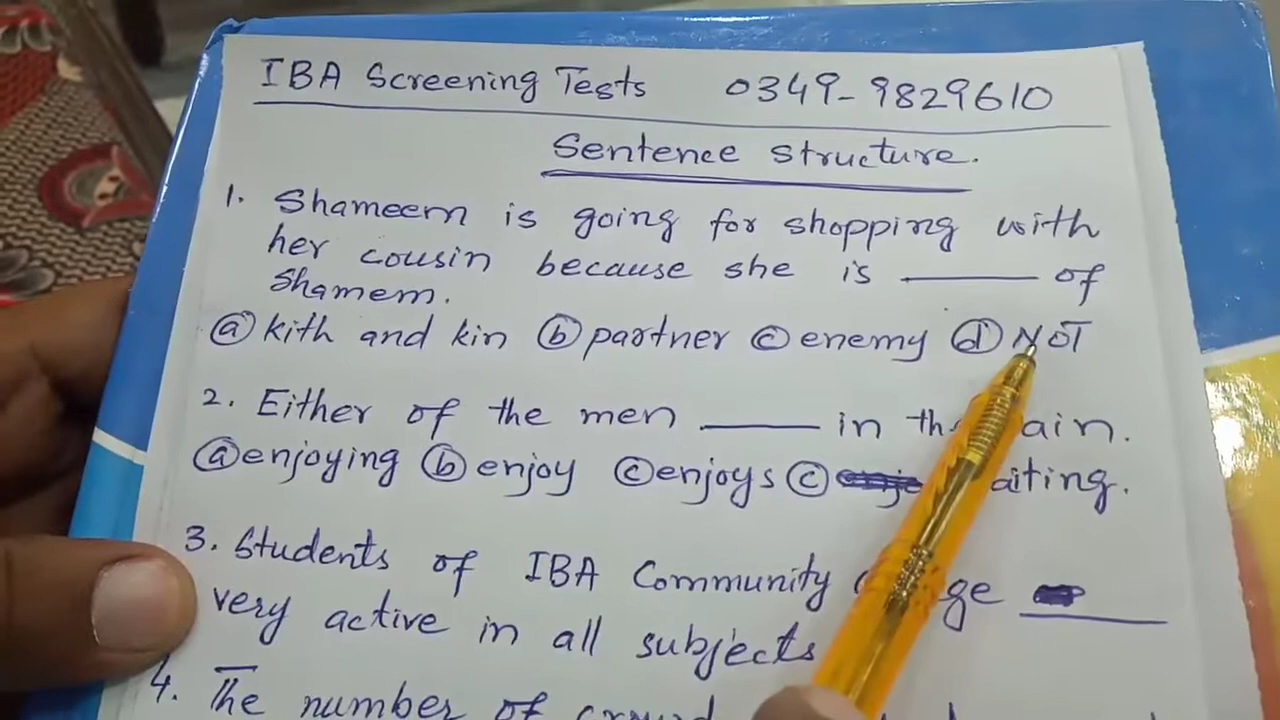 IBA Screening Tests 0349-9829610
Sentence structure.
1. Shameem is going for shopping with
her cousin because she is ______ of
Shamem.
ⓐ kith and kin ⓑ partner ⓒ enemy ⓓ NOT
2. Either of the men ______ in the
ⓐ enjoying ⓑ enjoy ⓒ enjoys ⓒ
3. Students of IBA Community ______
very active in all subjects
4. The number of